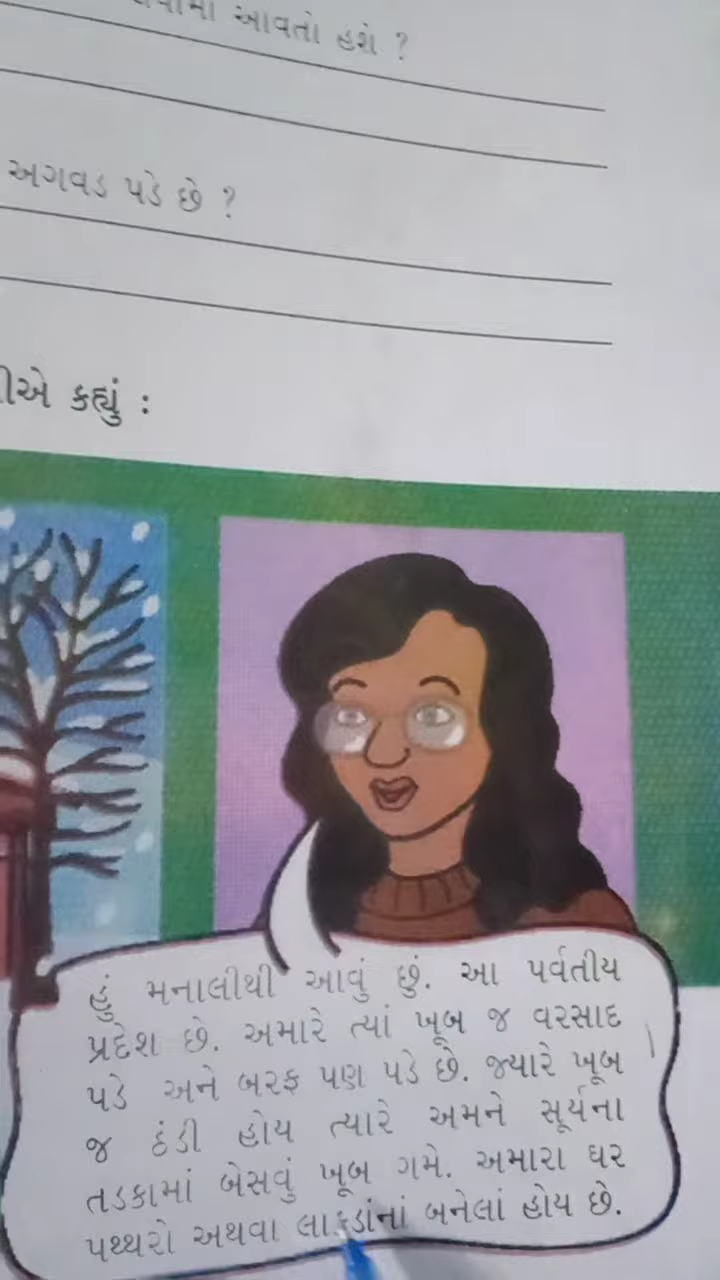 આવતો હશે ?
અગવડ પડે છે ?
કહ્યું :
હું મનાલીથી આવું છું. આ પર્વતીય
પ્રદેશ છે. અમારે ત્યાં ખૂબ જ વરસાદ
પડે અને બરફ પણ પડે છે. જ્યારે ખૂબ
જ ઠંડી હોય ત્યારે અમને સૂર્યના
તડકામાં બેસવું ખૂબ ગમે. અમારા ઘર
પથ્થરો અથવા લાકડાંનાં બનેલાં હોય છે.